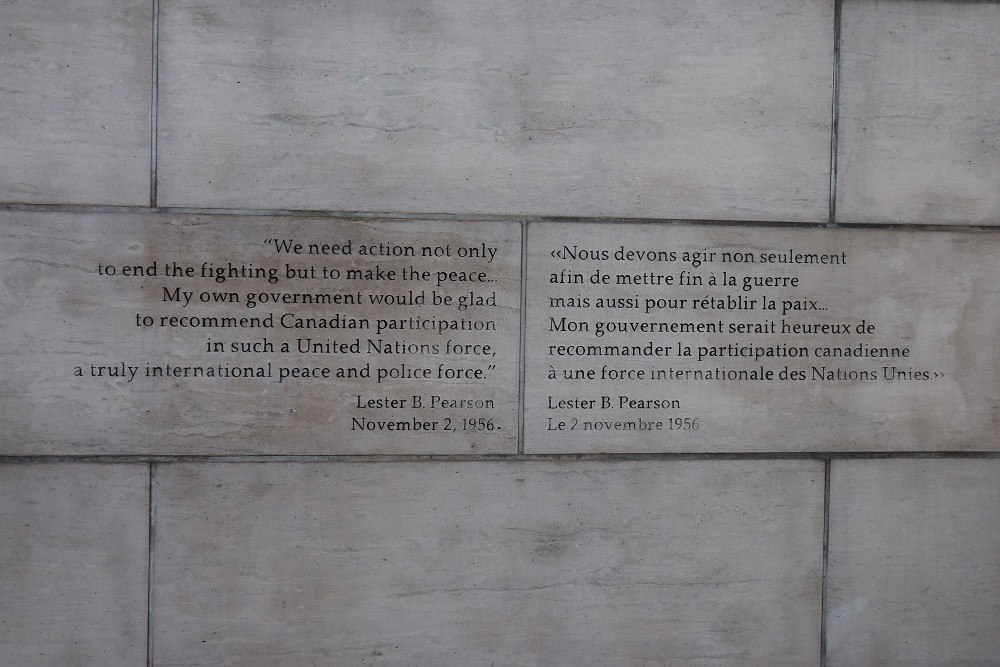 “We need action not only
to end the fighting but to make the peace...
My own government would be glad
to recommend Canadian participation
in such a United Nations force,
a truly international peace and police force.”
Lester B. Pearson
November 2, 1956
‹‹Nous devons agir non seulement
afin de mettre fin à la guerre
mais aussi pour rétablir la paix...
Mon gouvernement serait heureux de
recommander la participation canadienne
à une force internationale des Nations Unies.››
Lester B. Pearson
Le 2 novembre 1956